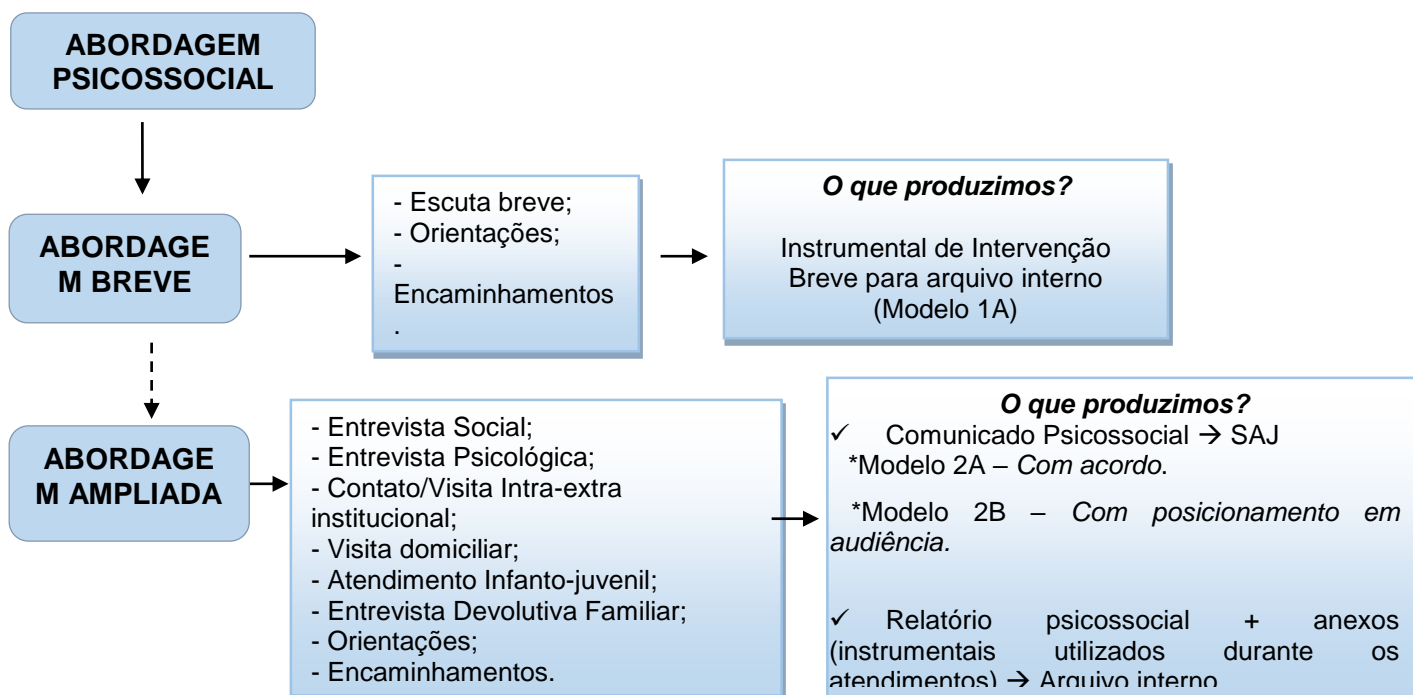 ABORDAGEM
PSICOSSOCIAL
ABORDAGE
M BREVE
- Escuta breve;
- Orientações;
-
Encaminhamentos
.
O que produzimos?
Instrumental de Intervenção
Breve para arquivo interno
(Modelo 1A)
ABORDAGE
M AMPLIADA
- Entrevista Social;
- Entrevista Psicológica;
- Contato/Visita Intra-extra
institucional;
- Visita domiciliar;
- Atendimento Infanto-juvenil;
- Entrevista Devolutiva Familiar;
- Orientações;
- Encaminhamentos.
O que produzimos?
✓ Comunicado Psicossocial → SAJ
*Modelo 2A – Com acordo.
*Modelo 2B – Com posicionamento em
audiência.
✓ Relatório psicossocial + anexos
(instrumentais utilizados durante os
atendimentos) → Arquivo interno